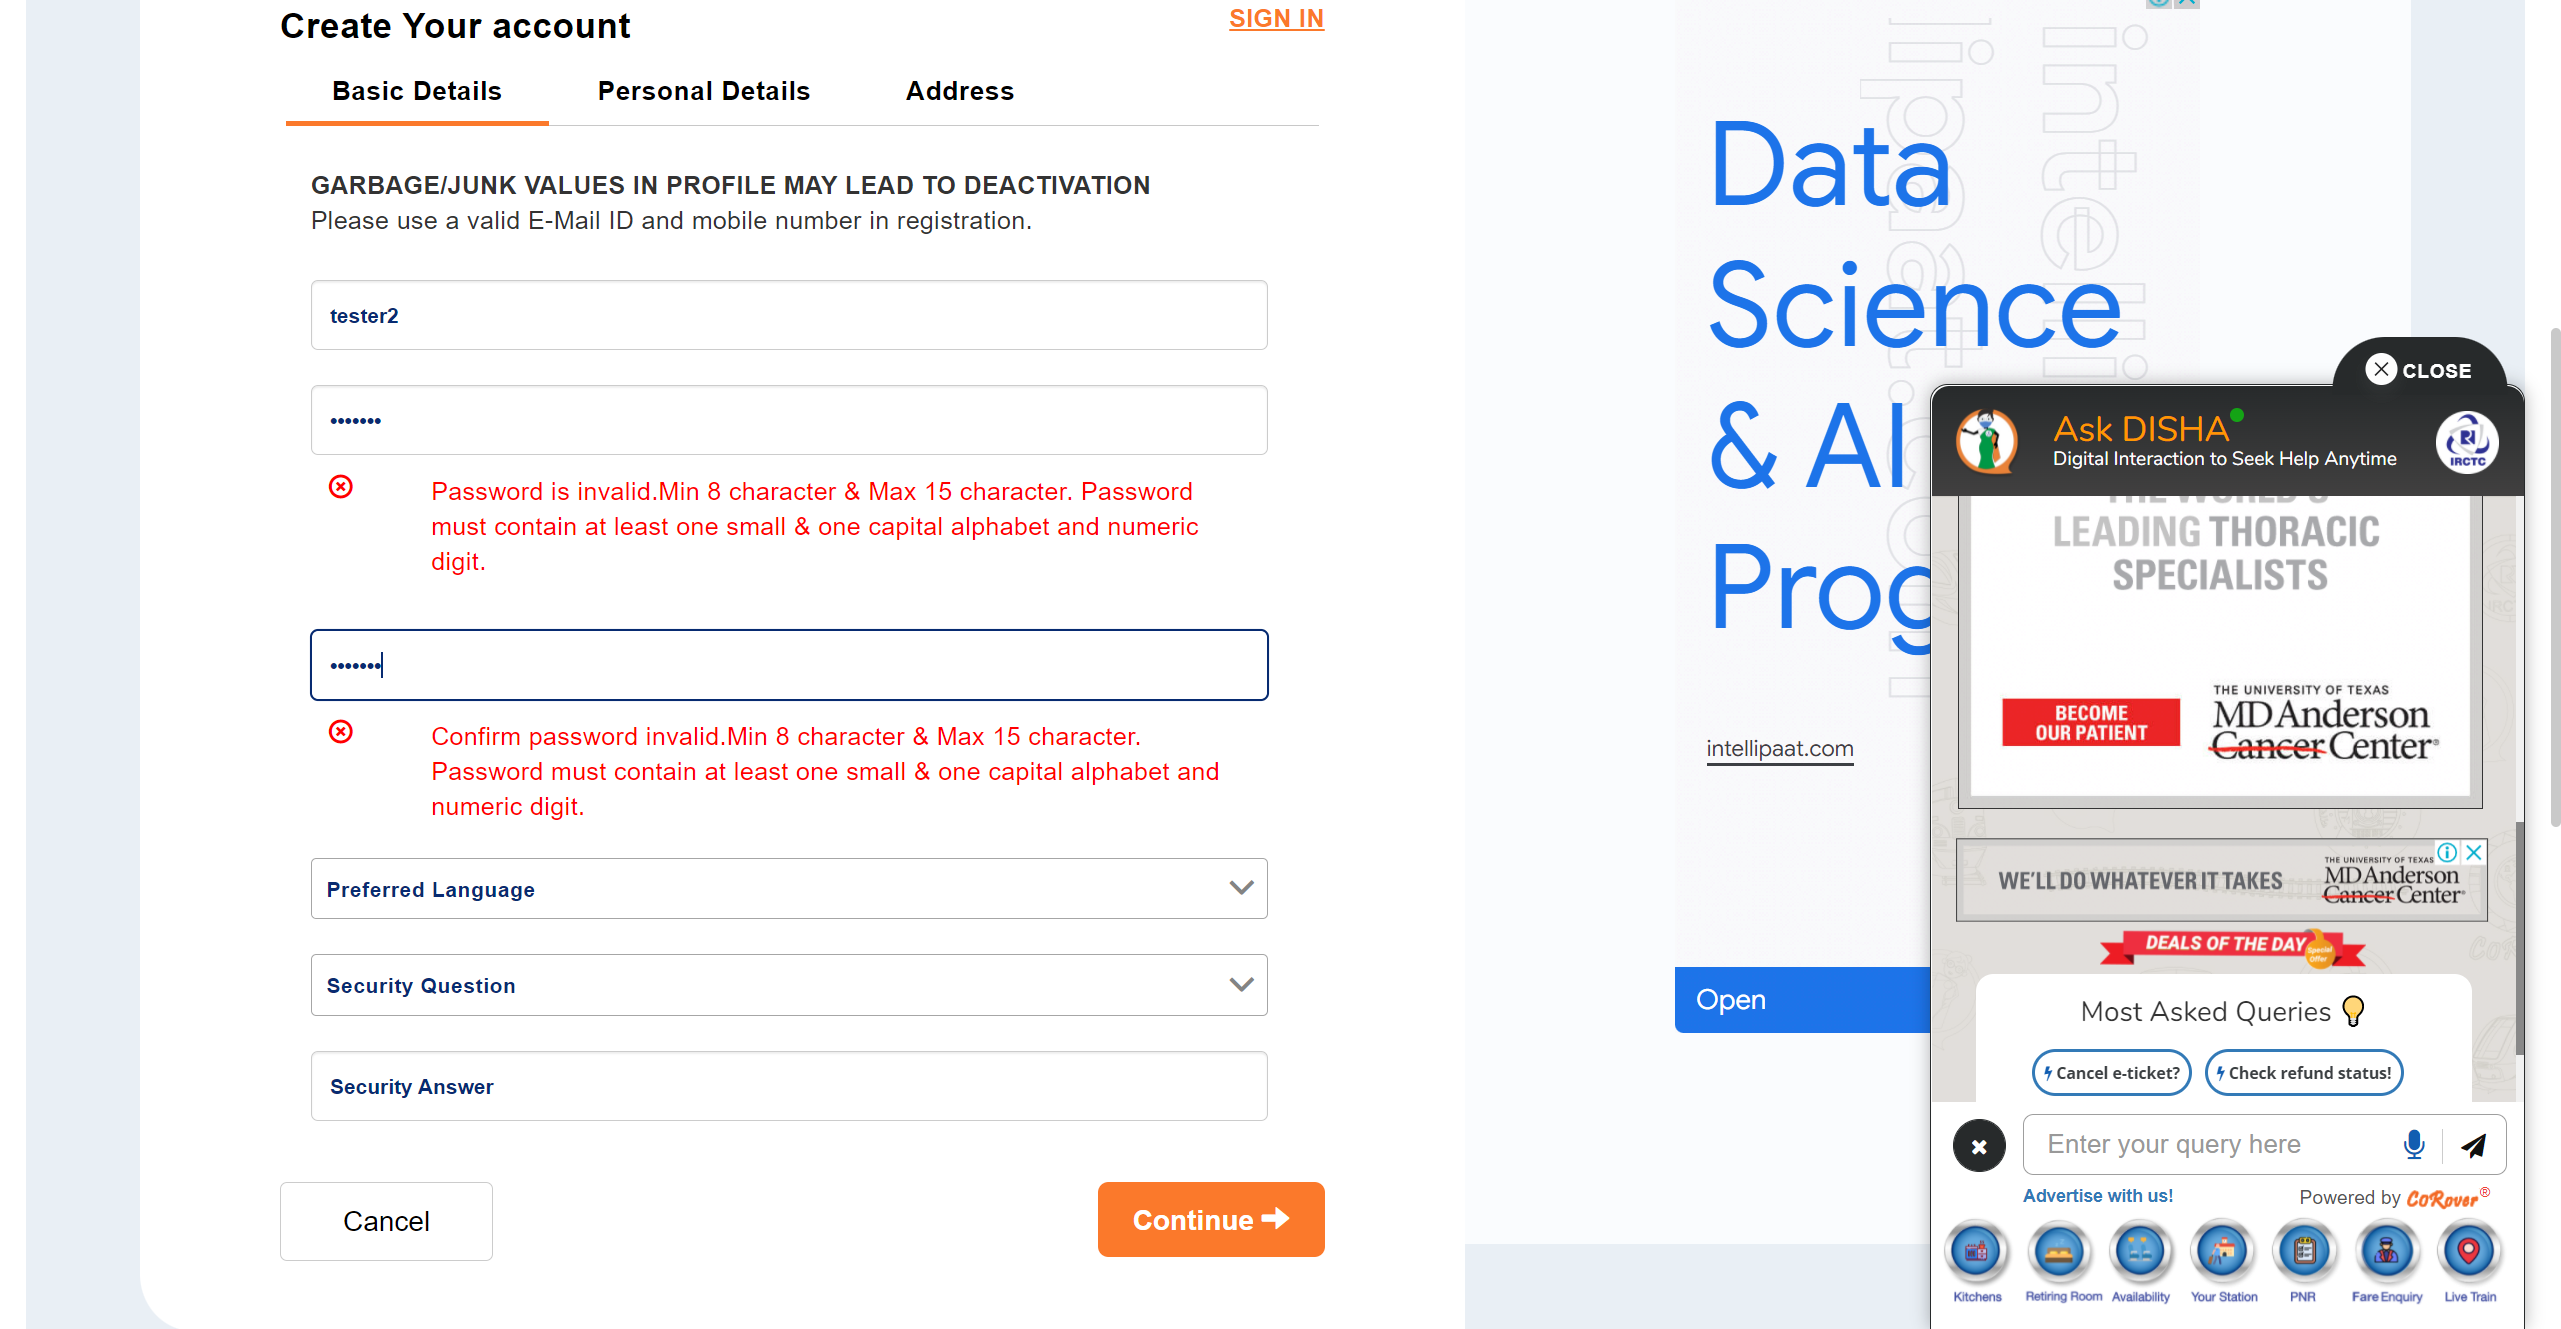 Create Your account
SIGN IN
Basic Details
Personal Details
Address
GARBAGE/JUNK VALUES IN PROFILE MAY LEAD TO DEACTIVATION
Please use a valid E-Mail ID and mobile number in registration.
tester2
•••••••
Password is invalid.Min 8 character & Max 15 character. Password
must contain at least one small & one capital alphabet and numeric
digit.
•••••••
Confirm password invalid.Min 8 character & Max 15 character.
Password must contain at least one small & one capital alphabet and
numeric digit.
Preferred Language
Security Question
Security Answer
Cancel
Continue
Data
Science
& AI
Prog
intellipaat.com
Open
CLOSE
Ask DISHA
Digital Interaction to Seek Help Anytime
IRCTC
THE WORLD'S
LEADING THORACIC
SPECIALISTS
BECOME
OUR PATIENT
THE UNIVERSITY OF TEXAS
MD Anderson
Cancer Center®
WE'LL DO WHATEVER IT TAKES
THE UNIVERSITY OF TEXAS
MD Anderson
Cancer Center®
DEALS OF THE DAY
Special
Offer
Most Asked Queries
Cancel e-ticket?
Check refund status!
Enter your query here
Advertise with us!
Powered by CoRover®
Kitchens
Retiring Room
Availability
Your Station
PNR
Fare Enquiry
Live Train